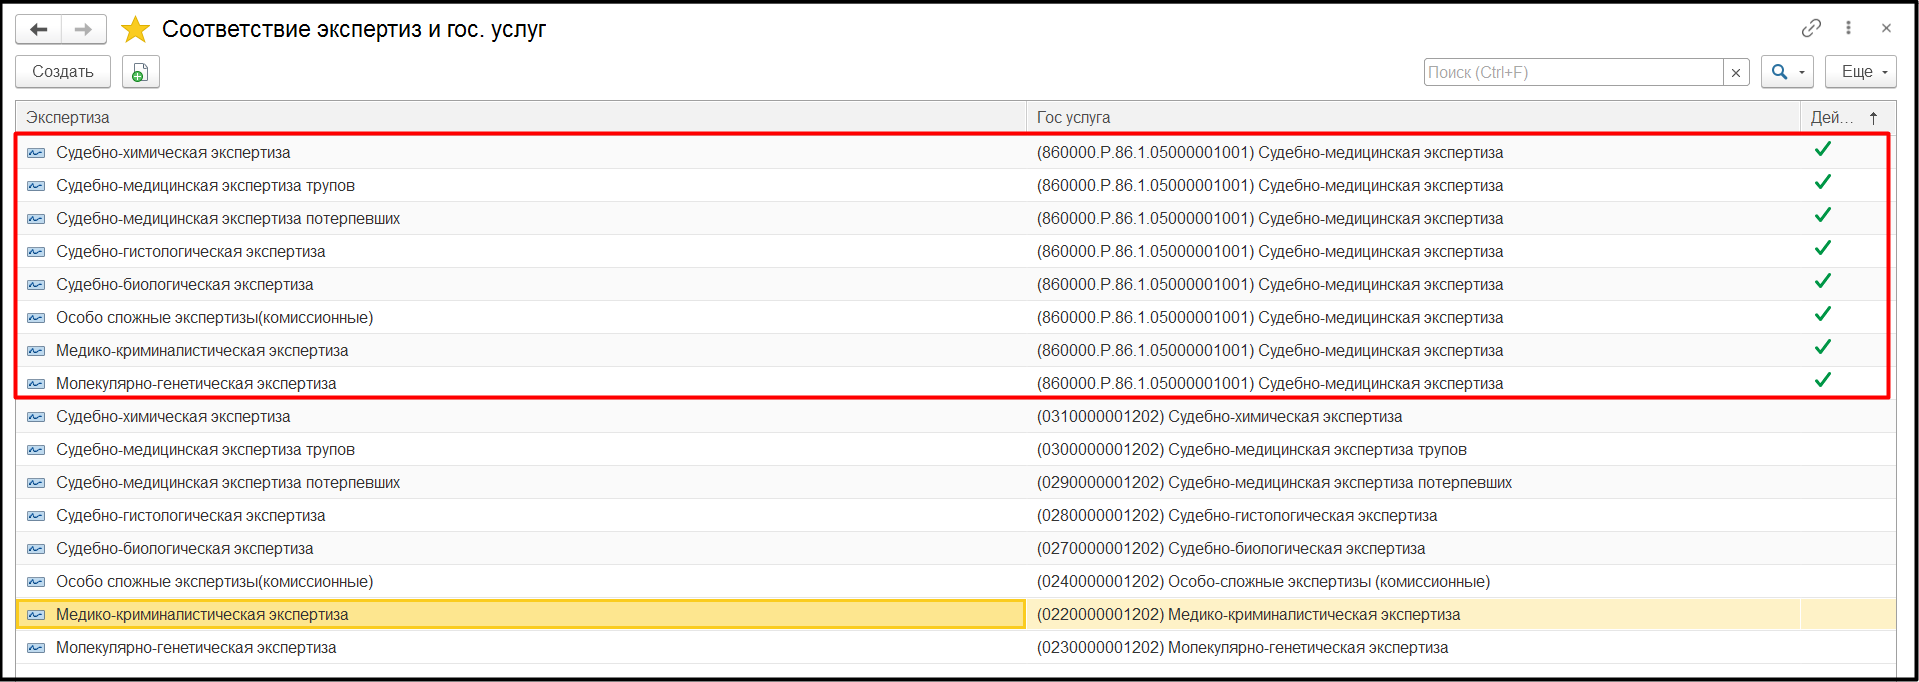 Соответствие экспертиз и гос. услуг
Создать
Поиск (Ctrl+F)
Еще
Экспертиза Гос услуга Дей...
Судебно-химическая экспертиза (860000.Р.86.1.05000001001) Судебно-медицинская экспертиза
Судебно-медицинская экспертиза трупов (860000.Р.86.1.05000001001) Судебно-медицинская экспертиза
Судебно-медицинская экспертиза потерпевших (860000.Р.86.1.05000001001) Судебно-медицинская экспертиза
Судебно-гистологическая экспертиза (860000.Р.86.1.05000001001) Судебно-медицинская экспертиза
Судебно-биологическая экспертиза (860000.Р.86.1.05000001001) Судебно-медицинская экспертиза
Особо сложные экспертизы(комиссионные) (860000.Р.86.1.05000001001) Судебно-медицинская экспертиза
Медико-криминалистическая экспертиза (860000.Р.86.1.05000001001) Судебно-медицинская экспертиза
Молекулярно-генетическая экспертиза (860000.Р.86.1.05000001001) Судебно-медицинская экспертиза
Судебно-химическая экспертиза (0310000001202) Судебно-химическая экспертиза
Судебно-медицинская экспертиза трупов (0300000001202) Судебно-медицинская экспертиза трупов
Судебно-медицинская экспертиза потерпевших (0290000001202) Судебно-медицинская экспертиза потерпевших
Судебно-гистологическая экспертиза (0280000001202) Судебно-гистологическая экспертиза
Судебно-биологическая экспертиза (0270000001202) Судебно-биологическая экспертиза
Особо сложные экспертизы(комиссионные) (0240000001202) Особо-сложные экспертизы (комиссионные)
Медико-криминалистическая экспертиза (0220000001202) Медико-криминалистическая экспертиза
Молекулярно-генетическая экспертиза (0230000001202) Молекулярно-генетическая экспертиза